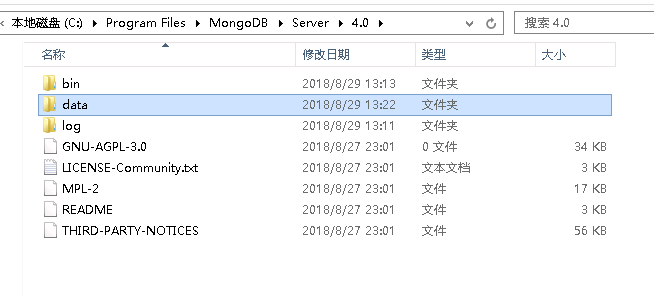 本地磁盘 (C:) ▸ Program Files ▸ MongoDB ▸ Server ▸ 4.0 ▸ 搜索 4.0
名称 修改日期 类型 大小
bin 2018/8/29 13:13 文件夹
data 2018/8/29 13:22 文件夹
log 2018/8/29 13:11 文件夹
GNU-AGPL-3.0 2018/8/27 23:01 0 文件 34 KB
LICENSE-Community.txt 2018/8/27 23:01 文本文档 3 KB
MPL-2 2018/8/27 23:01 文件 17 KB
README 2018/8/27 23:01 文件 3 KB
THIRD-PARTY-NOTICES 2018/8/27 23:01 文件 56 KB